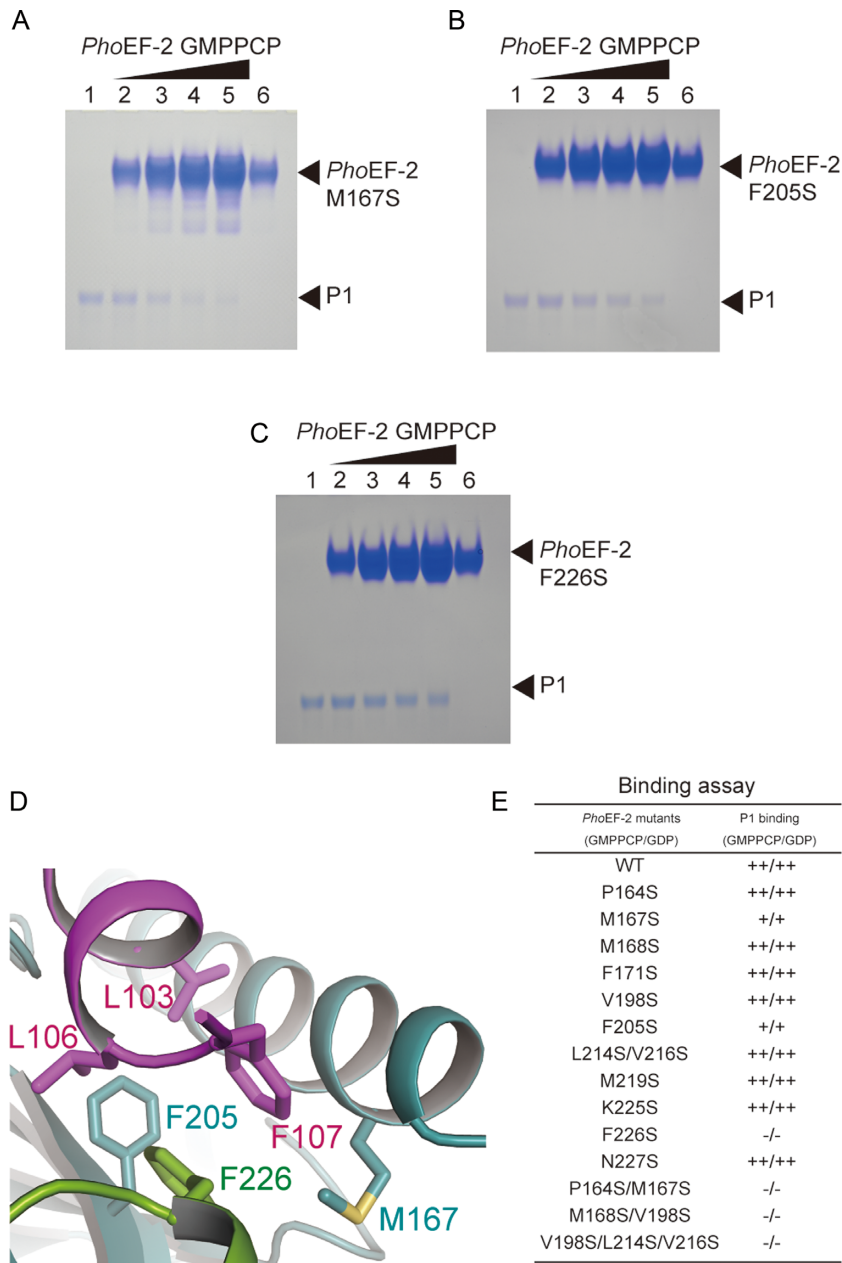 A
PhoEF-2 GMPPCP
1 2 3 4 5 6
PhoEF-2
M167S
P1
B
PhoEF-2 GMPPCP
1 2 3 4 5 6
PhoEF-2
F205S
P1
C
PhoEF-2 GMPPCP
1 2 3 4 5 6
PhoEF-2
F226S
P1
D
L103
L106
F205
F107
F226
M167
E
Binding assay
PhoEF-2 mutants P1 binding
(GMPPCP/GDP) (GMPPCP/GDP)
WT ++/++
P164S ++/++
M167S +/+
M168S ++/++
F171S ++/++
V198S ++/++
F205S +/+
L214S/V216S ++/++
M219S ++/++
K225S ++/++
F226S -/-
N227S ++/++
P164S/M167S -/-
M168S/V198S -/-
V198S/L214S/V216S -/-